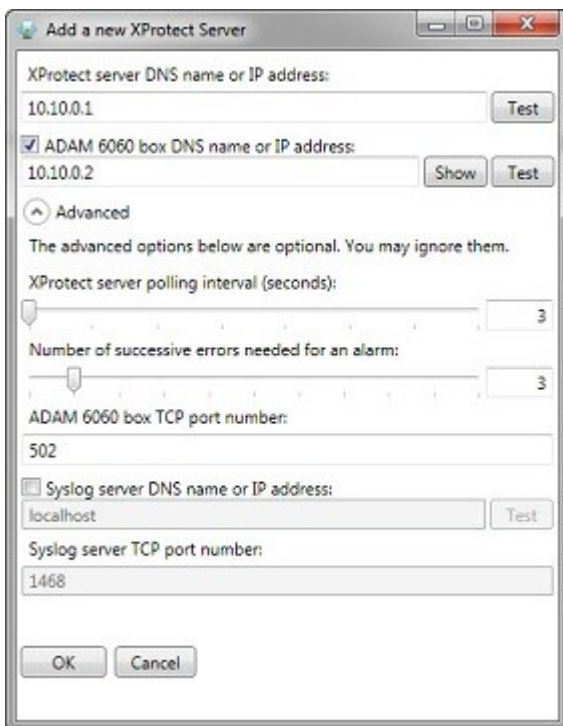 Add a new XProtect Server
XProtect server DNS name or IP address:
10.10.0.1 Test
ADAM 6060 box DNS name or IP address:
10.10.0.2 Show Test
Advanced
The advanced options below are optional. You may ignore them.
XProtect server polling interval (seconds):
3
Number of successive errors needed for an alarm:
3
ADAM 6060 box TCP port number:
502
Syslog server DNS name or IP address:
localhost Test
Syslog server TCP port number:
1468
OK Cancel